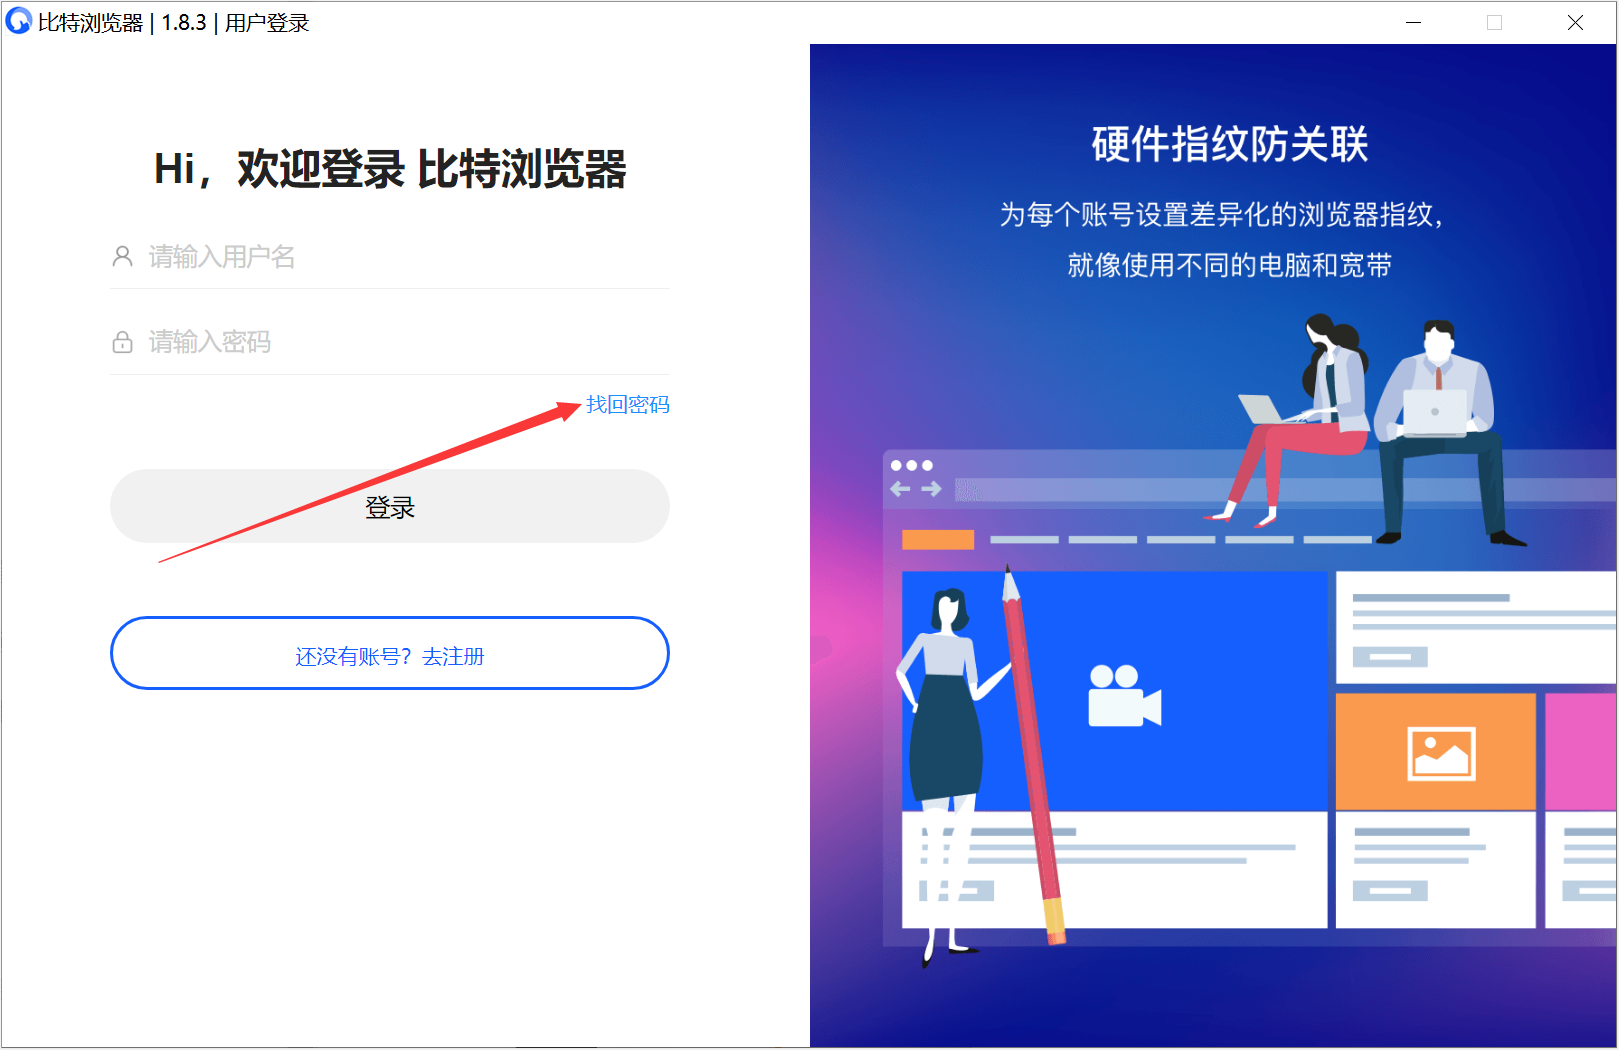 比特浏览器 | 1.8.3 | 用户登录
Hi，欢迎登录 比特浏览器
请输入用户名
请输入密码
找回密码
登录
还没有账号？去注册
硬件指纹防关联
为每个账号设置差异化的浏览器指纹，
就像使用不同的电脑和宽带